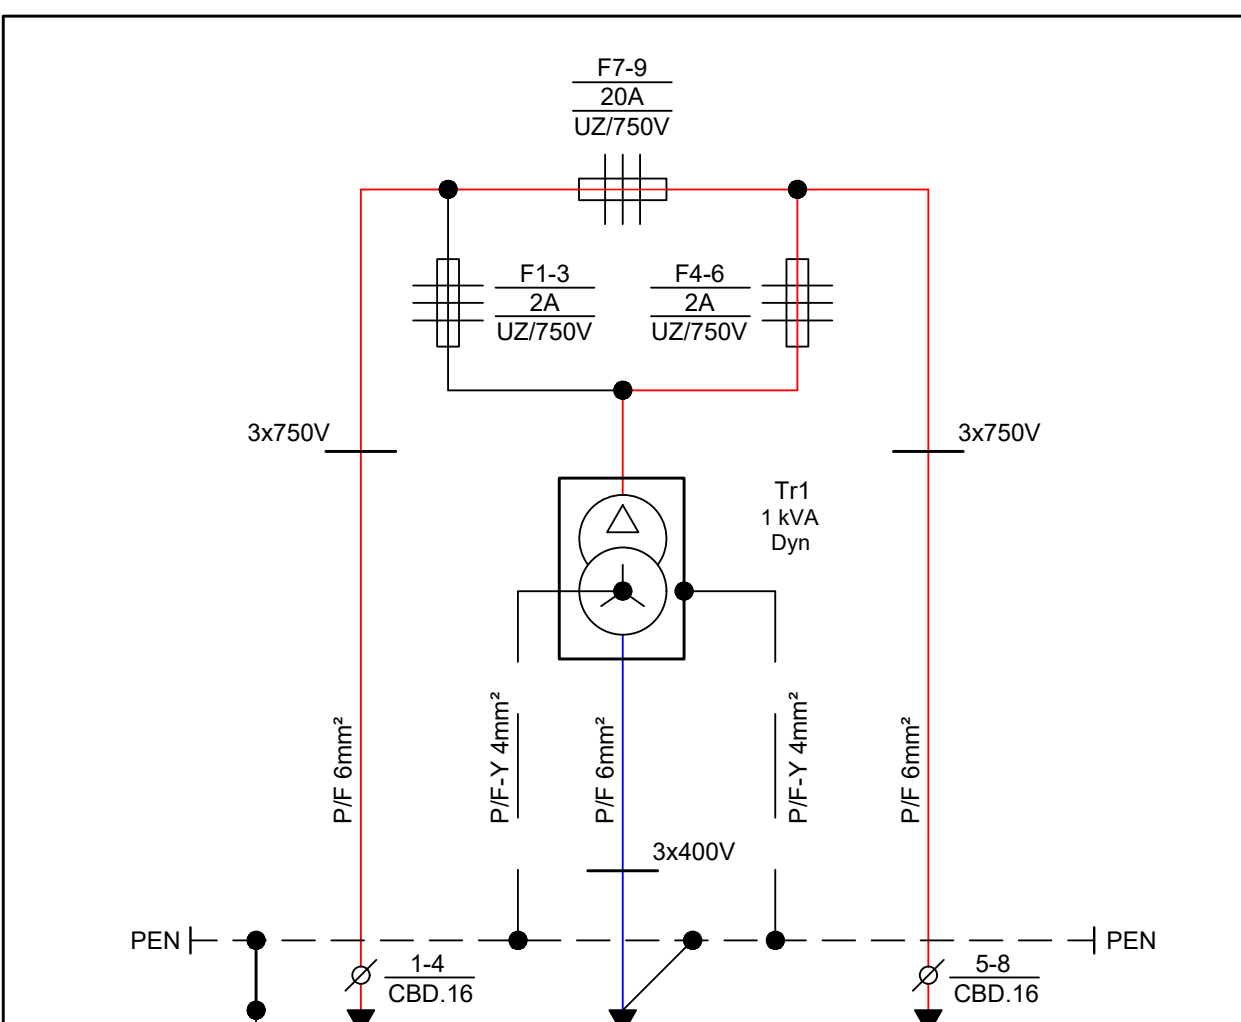 F7-9
20A
UZ/750V
F1-3
2A
UZ/750V
F4-6
2A
UZ/750V
3x750V
3x750V
Tr1
1 kVA
Dyn
P/F 6mm²
P/F-Y 4mm²
P/F 6mm²
P/F-Y 4mm²
P/F 6mm²
3x400V
PEN
PEN
1-4
CBD.16
5-8
CBD.16